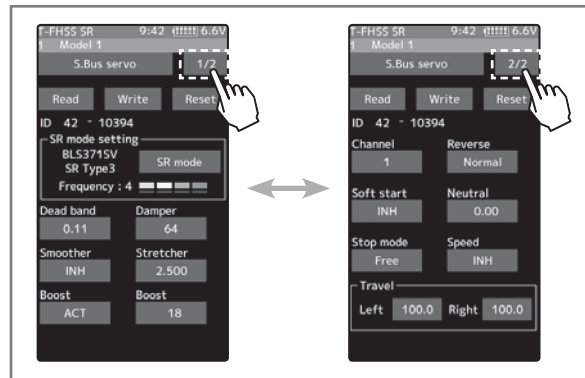 T-FHSS SR 9:42 6.6V
1 Model 1
S.Bus servo 1/2
Read Write Reset
ID 42 - 10394
SR mode setting
BLS371SV
SR Type3
SR mode
Frequency : 4
Dead band Damper
0.11 64
Smoother Stretcher
INH 2.500
Boost Boost
ACT 18
T-FHSS SR 9:42 6.6V
1 Model 1
S.Bus servo 2/2
Read Write Reset
ID 42 - 10394
Channel Reverse
1 Normal
Soft start Neutral
INH 0.00
Stop mode Speed
Free INH
Travel
Left 100.0 Right 100.0